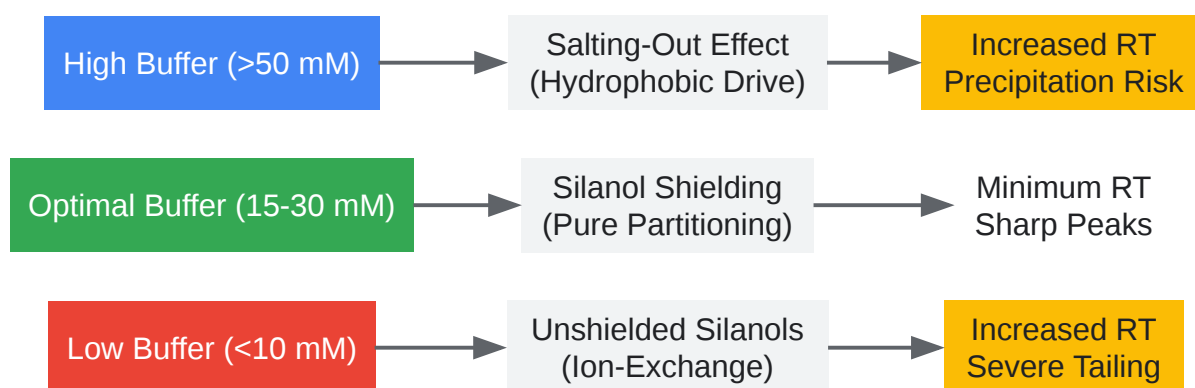 High Buffer (>50 mM)
Salting-Out Effect
(Hydrophobic Drive)
Increased RT
Precipitation Risk
Optimal Buffer (15-30 mM)
Silanol Shielding
(Pure Partitioning)
Minimum RT
Sharp Peaks
Low Buffer (<10 mM)
Unshielded Silanols
(Ion-Exchange)
Increased RT
Severe Tailing